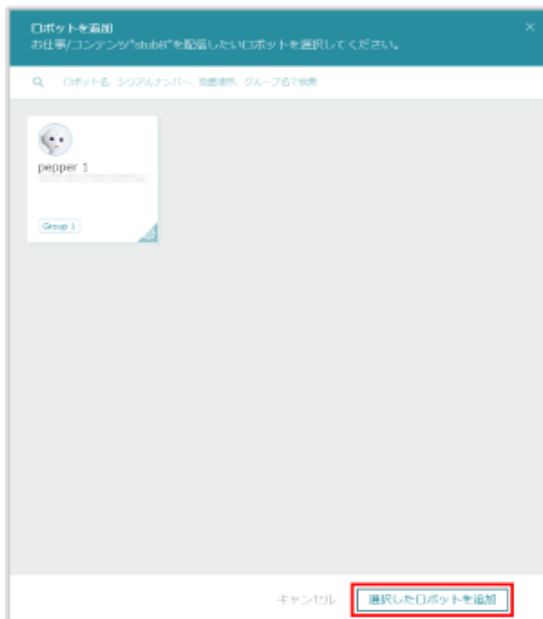 ロボットを追加
お仕事/コンテンツ"stub8"を配信したいロボットを選択してください。
ロボット名、シリアルナンバー、設置場所、グループ名で検索
pepper 1
Group 1
キャンセル
選択したロボットを追加